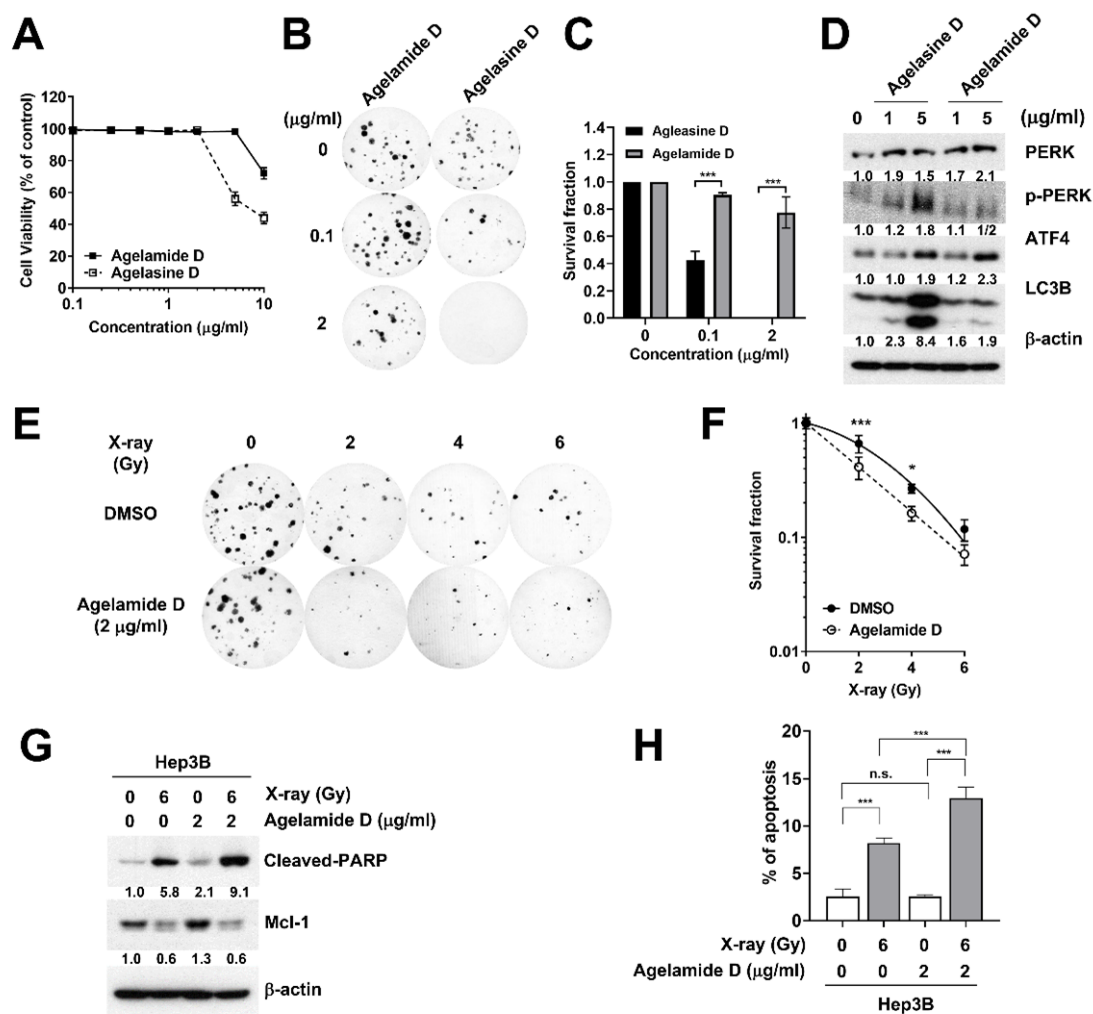 A
Cell Viability (% of control)
120
100
80
60
40
20
0
Agelamide D
Agelasine D
0.1
1
10
Concentration (μg/ml)
B
Agelamide D
Agelasine D
(μg/ml)
0
0.1
2
C
Survival fraction
1.4
1.2
1.0
0.8
0.6
0.4
0.2
0.0
Agleasine D
Agelamide D
***
***
0
0.1
2
Concentration (μg/ml)
D
Agelasine D
Agelamide D
0 1 5 1 5 (μg/ml)
PERK
1.0 1.9 1.5 1.7 2.1
p-PERK
1.0 1.2 1.8 1.1 1/2
ATF4
1.0 1.0 1.9 1.2 2.3
LC3B
1.0 2.3 8.4 1.6 1.9
β-actin
E
X-ray
(Gy)
0 2 4 6
DMSO
Agelamide D
(2 μg/ml)
F
Survival fraction
1
0.1
0.01
***
*
DMSO
Agelamide D
0 2 4 6
X-ray (Gy)
G
Hep3B
0 6 0 6 X-ray (Gy)
0 0 2 2 Agelamide D (μg/ml)
Cleaved-PARP
1.0 5.8 2.1 9.1
Mcl-1
1.0 0.6 1.3 0.6
β-actin
H
% of apoptosis
20
15
10
5
0
***
n.s.
***
***
X-ray (Gy) 0 6 0 6
Agelamide D (μg/ml) 0 0 2 2
Hep3B